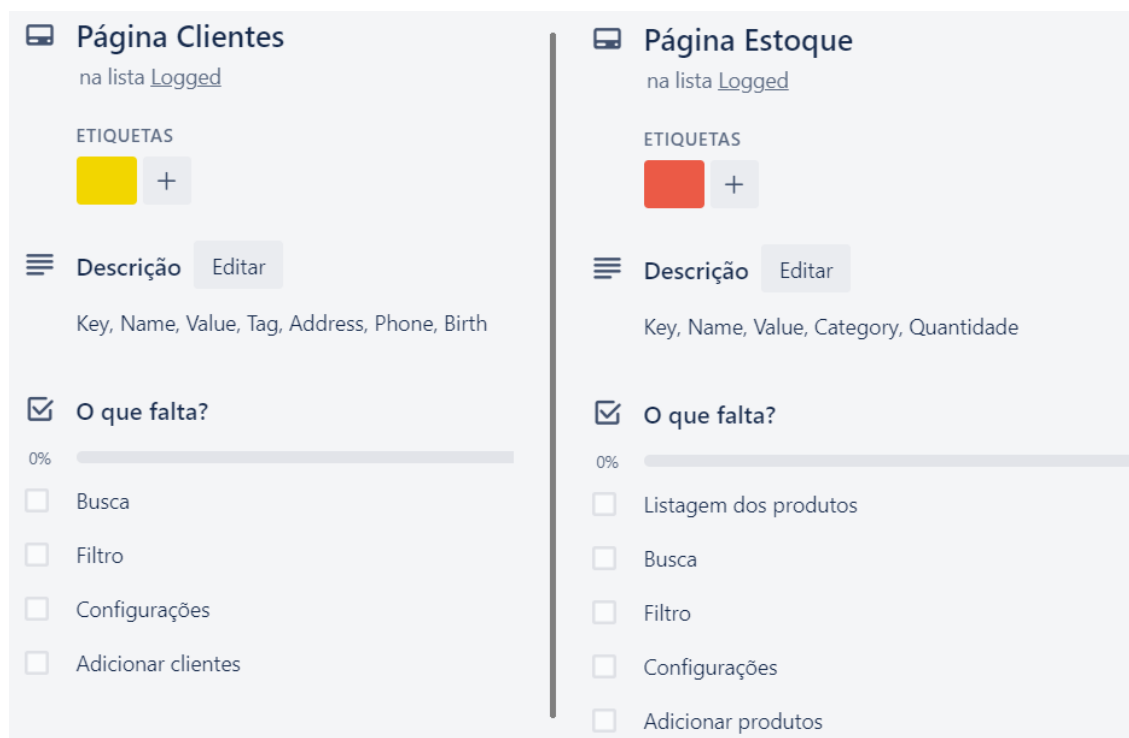 Página Clientes
na lista Logged
ETIQUETAS
+
Descrição Editar
Key, Name, Value, Tag, Address, Phone, Birth
O que falta?
0%
Busca
Filtro
Configurações
Adicionar clientes
Página Estoque
na lista Logged
ETIQUETAS
+
Descrição Editar
Key, Name, Value, Category, Quantidade
O que falta?
0%
Listagem dos produtos
Busca
Filtro
Configurações
Adicionar produtos